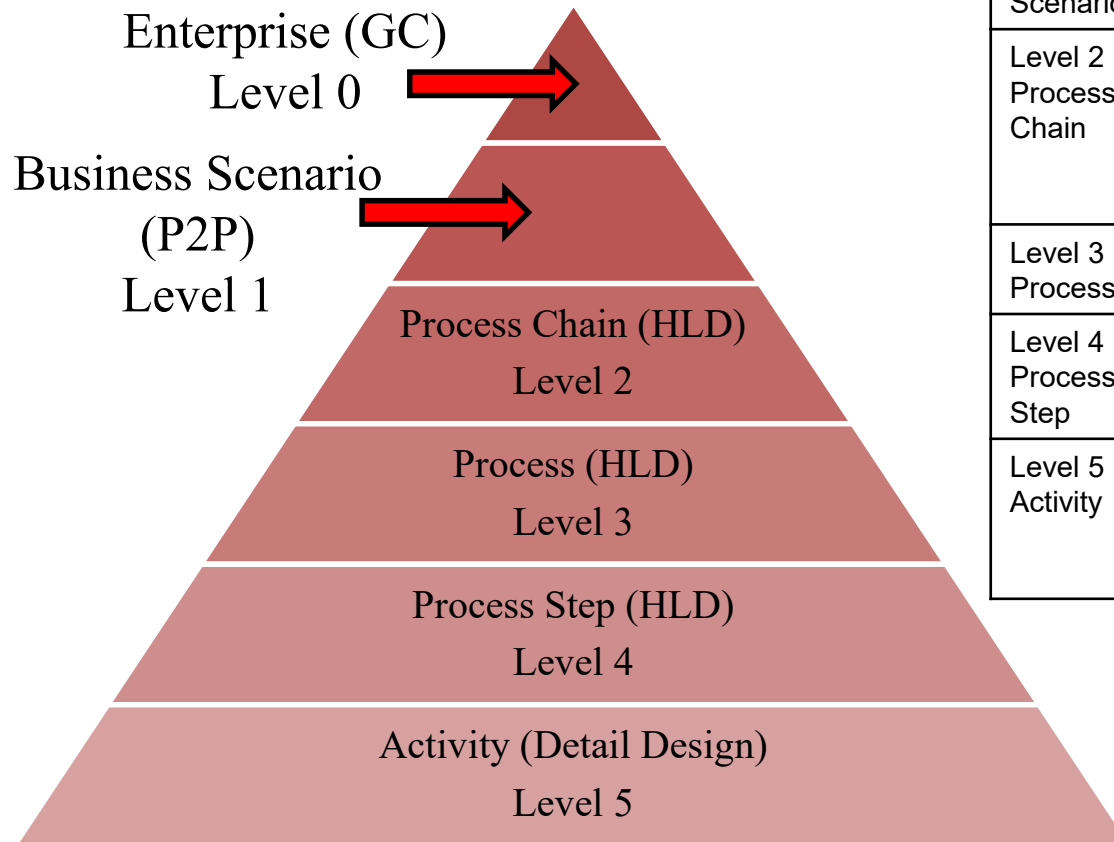 Enterprise (GC)
Level 0
Business Scenario
(P2P)
Level 1
Process Chain (HLD)
Level 2
Process (HLD)
Level 3
Process Step (HLD)
Level 4
Activity (Detail Design)
Level 5
Scenario
Level 2
Process
Chain
Level 3
Process
Level 4
Process
Step
Level 5
Activity